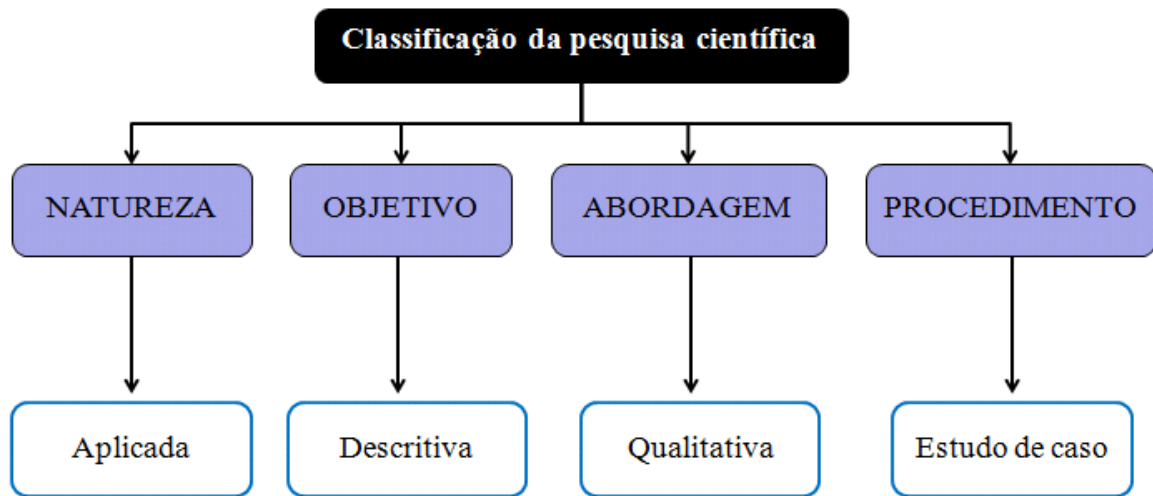 Classificação da pesquisa científica
NATUREZA
OBJETIVO
ABORDAGEM
PROCEDIMENTO
Aplicada
Descritiva
Qualitativa
Estudo de caso